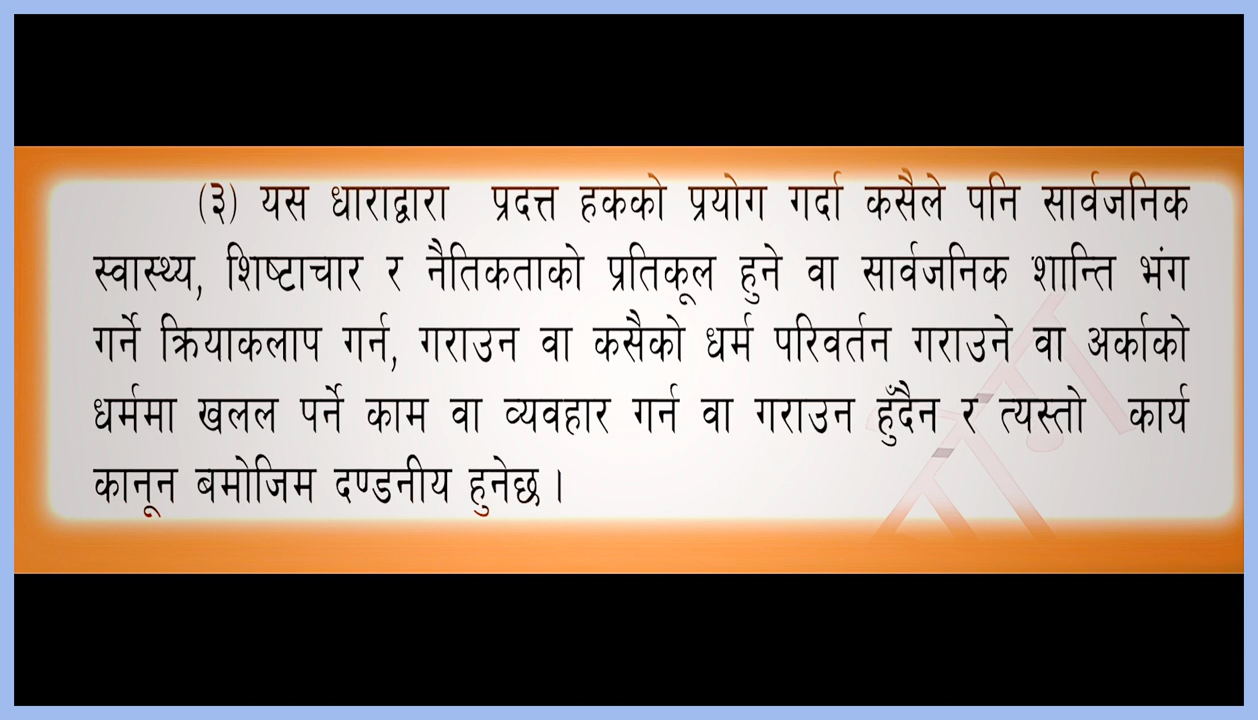 (३) यस धाराद्वारा प्रदत्त हकको प्रयोग गर्दा कसैले पनि सार्वजनिक
स्वास्थ्य, शिष्टाचार र नैतिकताको प्रतिकूल हुने वा सार्वजनिक शान्ति भंग
गर्ने क्रियाकलाप गर्न, गराउन वा कसैको धर्म परिवर्तन गराउने वा अर्काको
धर्ममा खलल पर्ने काम वा व्यवहार गर्न वा गराउन हुँदैन र त्यस्तो कार्य
कानून बमोजिम दण्डनीय हुनेछ ।